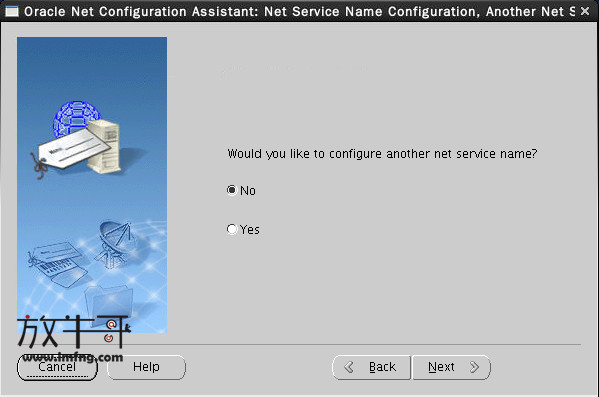 Oracle Net Configuration Assistant: Net Service Name Configuration, Another Net S
Would you like to configure another net service name?
No
Yes
放牛哥
www.imfng.com
Cancel
Help
Back
Next